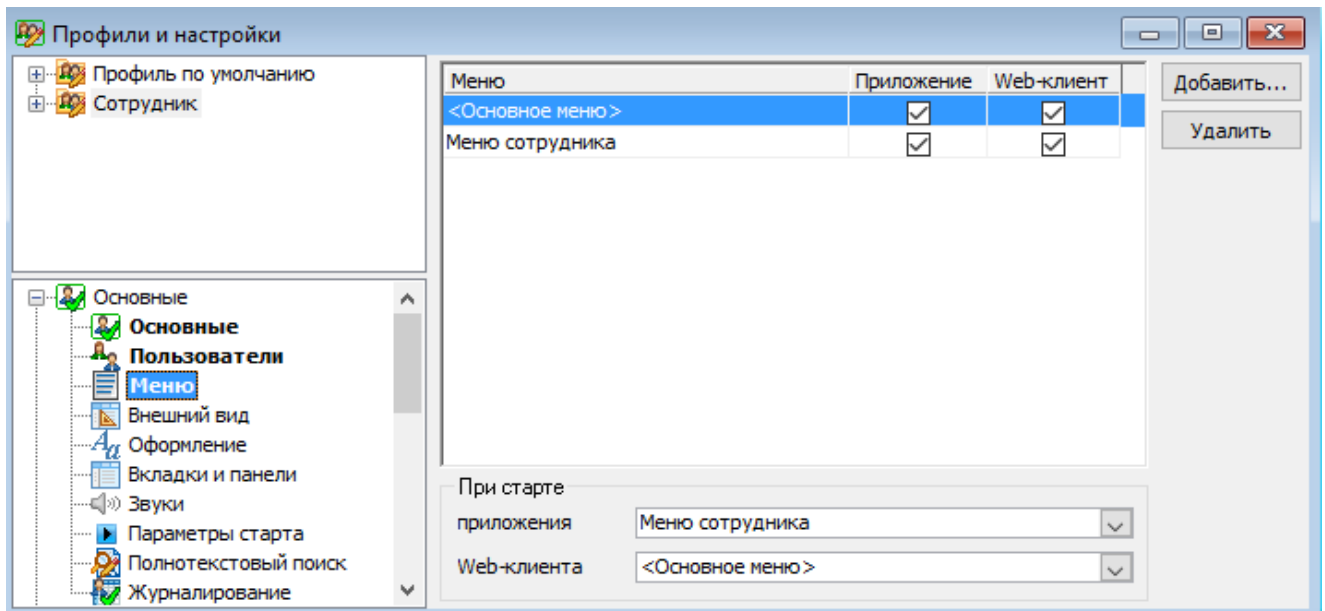 Профили и настройки
Профиль по умолчанию
Сотрудник
Основные
Основные
Пользователи
Меню
Внешний вид
Оформление
Вкладки и панели
Звуки
Параметры старта
Полнотекстовый поиск
Журналирование
Меню Приложение Web-клиент
<Основное меню>
Меню сотрудника
При старте
приложения Меню сотрудника
Web-клиента <Основное меню>
Добавить...
Удалить